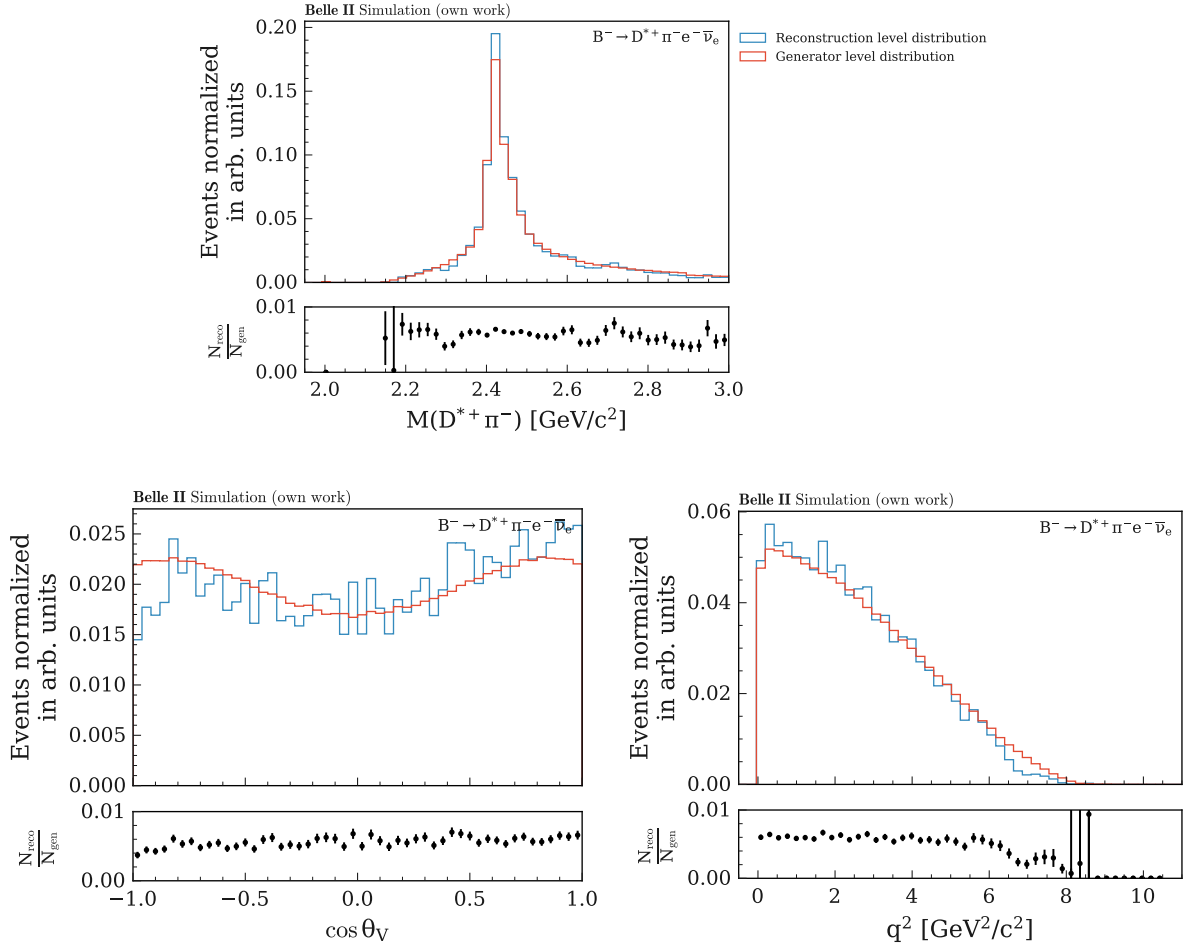 Belle II Simulation (own work)
B⁻ → D*⁺π⁻e⁻ν̅ₑ
Reconstruction level distribution
Generator level distribution
Events normalized
in arb. units
0.20
0.15
0.10
0.05
0.00
N_reco
N_gen
0.01
0.00
2.0 2.2 2.4 2.6 2.8 3.0
M(D*⁺π⁻) [GeV/c²]
Belle II Simulation (own work)
B⁻ → D*⁺π⁻e⁻ν̅ₑ
Events normalized
in arb. units
0.025
0.020
0.015
0.010
0.005
0.000
N_reco
N_gen
0.01
0.00
−1.0 −0.5 0.0 0.5 1.0
cos θ_V
Belle II Simulation (own work)
B⁻ → D*⁺π⁻e⁻ν̅ₑ
Events normalized
in arb. units
0.06
0.04
0.02
0.00
N_reco
N_gen
0.01
0.00
0 2 4 6 8 10
q² [GeV²/c²]